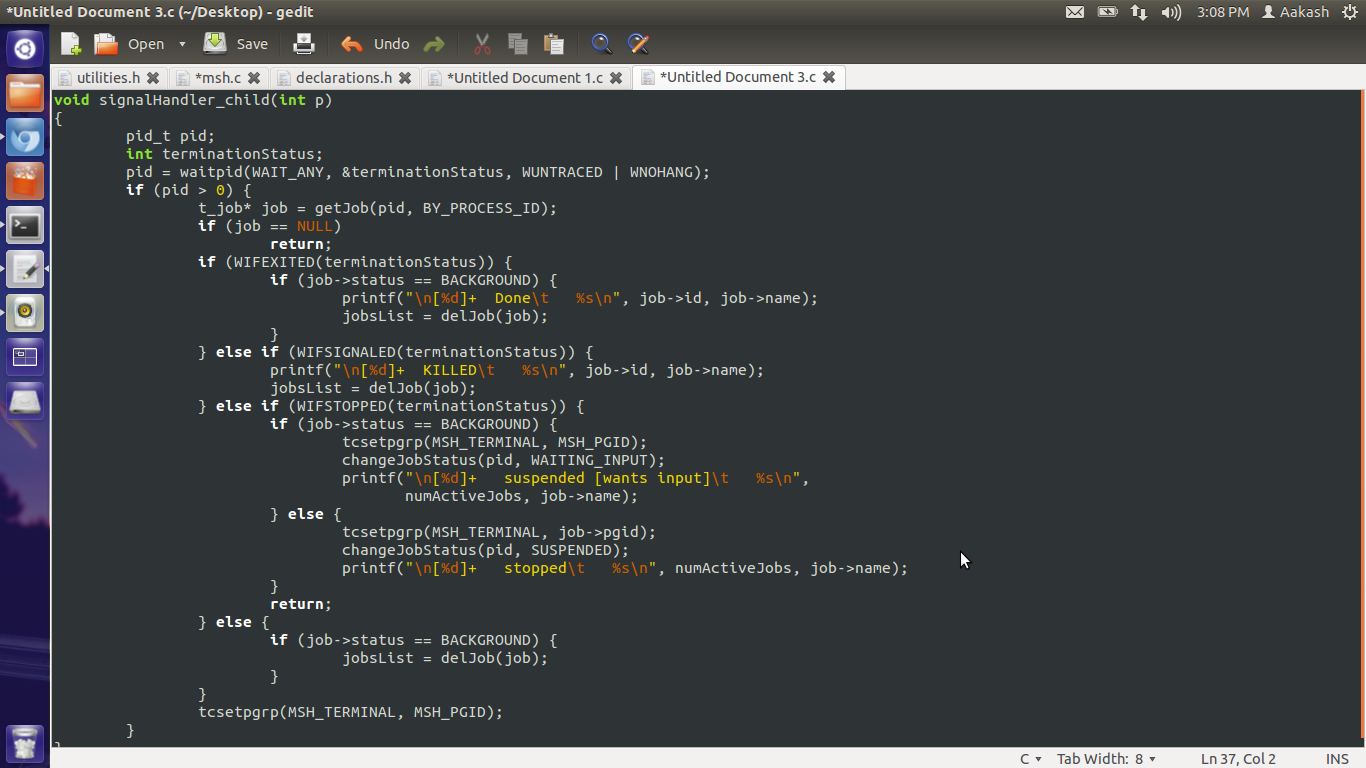 *Untitled Document 3.c (~/Desktop) - gedit
3:08 PM
Aakash
Open
Save
Undo
utilities.h
*msh.c
declarations.h
*Untitled Document 1.c
*Untitled Document 3.c
void signalHandler_child(int p)
{
pid_t pid;
int terminationStatus;
pid = waitpid(WAIT_ANY, &terminationStatus, WUNTRACED | WNOHANG);
if (pid > 0) {
t_job* job = getJob(pid, BY_PROCESS_ID);
if (job == NULL)
return;
if (WIFEXITED(terminationStatus)) {
if (job->status == BACKGROUND) {
printf("\n[%d]+  Done\t   %s\n", job->id, job->name);
jobsList = delJob(job);
}
} else if (WIFSIGNALED(terminationStatus)) {
printf("\n[%d]+  KILLED\t   %s\n", job->id, job->name);
jobsList = delJob(job);
} else if (WIFSTOPPED(terminationStatus)) {
if (job->status == BACKGROUND) {
tcsetpgrp(MSH_TERMINAL, MSH_PGID);
changeJobStatus(pid, WAITING_INPUT);
printf("\n[%d]+   suspended [wants input]\t   %s\n",
numActiveJobs, job->name);
} else {
tcsetpgrp(MSH_TERMINAL, job->pgid);
changeJobStatus(pid, SUSPENDED);
printf("\n[%d]+   stopped\t   %s\n", numActiveJobs, job->name);
}
return;
} else {
if (job->status == BACKGROUND) {
jobsList = delJob(job);
}
}
tcsetpgrp(MSH_TERMINAL, MSH_PGID);
}
}
C
Tab Width: 8
Ln 37, Col 2
INS